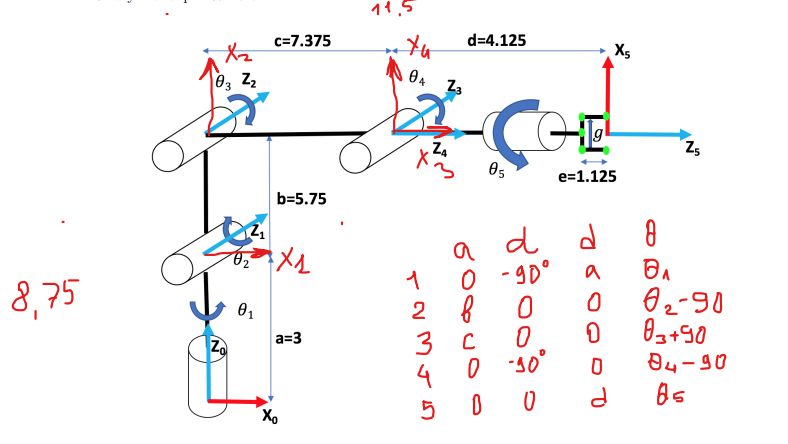 11,5
c=7.375
d=4.125
X2
X4
X5
θ3
Z2
θ4
Z3
Z4
X3
θ5
g
Z5
e=1.125
b=5.75
Z1
θ2
X1
8,75
θ1
a=3
Z0
X0
a d d θ
1 0 -90° a θ1
2 b 0 0 θ2-90
3 c 0 0 θ3+90
4 0 -90° 0 θ4-90
5 0 0 d θ5